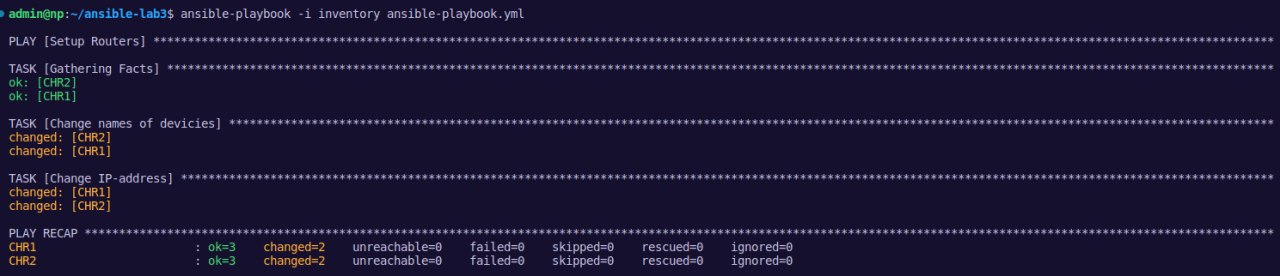 admin@np:~/ansible-lab3$ ansible-playbook -i inventory ansible-playbook.yml
PLAY [Setup Routers] ****************************************************************************************************************************************************************
TASK [Gathering Facts] **************************************************************************************************************************************************************
ok: [CHR2]
ok: [CHR1]
TASK [Change names of devicies] *****************************************************************************************************************************************************
changed: [CHR2]
changed: [CHR1]
TASK [Change IP-address] ************************************************************************************************************************************************************
changed: [CHR1]
changed: [CHR2]
PLAY RECAP **************************************************************************************************************************************************************************
CHR1                       : ok=3    changed=2    unreachable=0    failed=0    skipped=0    rescued=0    ignored=0
CHR2                       : ok=3    changed=2    unreachable=0    failed=0    skipped=0    rescued=0    ignored=0